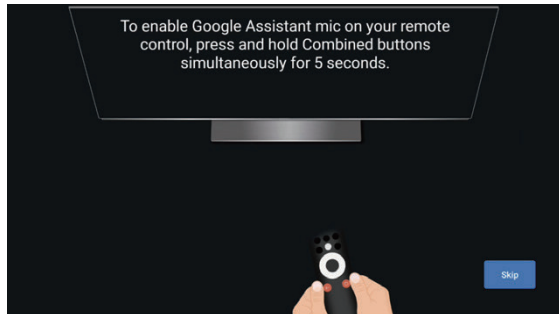 To enable Google Assistant mic on your remote
control, press and hold Combined buttons
simultaneously for 5 seconds.
Skip